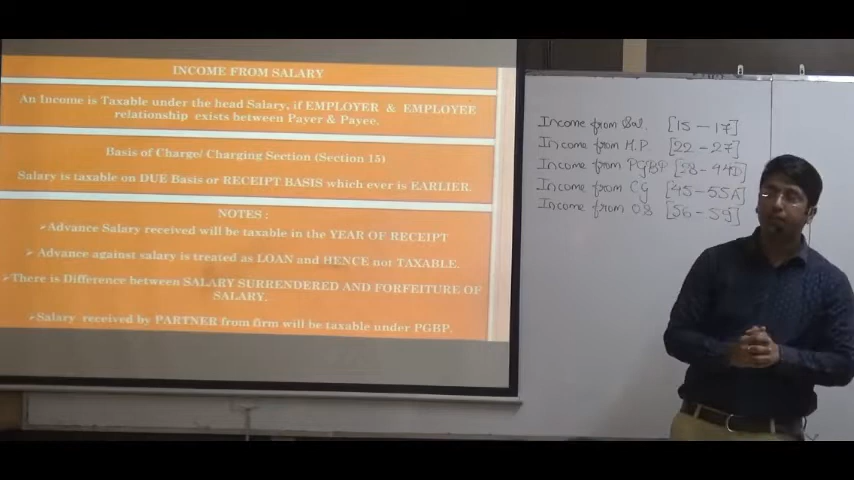 INCOME FROM SALARY
An Income is Taxable under the head Salary, if EMPLOYER & EMPLOYEE
relationship exists between Payer & Payee.
Basis of Charge/ Charging Section (Section 15)
Salary is taxable on DUE Basis or RECEIPT BASIS which ever is EARLIER.
NOTES :
➢Advance Salary received will be taxable in the YEAR OF RECEIPT
➢Advance against salary is treated as LOAN and HENCE not TAXABLE.
➢There is Difference between SALARY SURRENDERED AND FORFEITURE OF
SALARY.
➢Salary received by PARTNER from firm will be taxable under PGBP.
Income from Sal. [15 – 17]
Income from H.P. [22 – 27]
Income from PGBP [28 – 44D]
Income from CG [45 – 55A]
Income from OS [56 – 59]